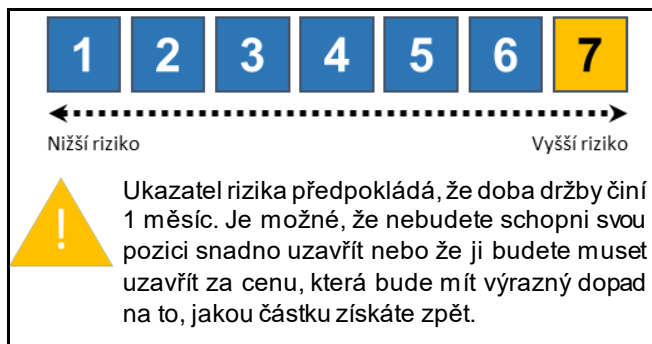 1 2 3 4 5 6 7
Nižší riziko Vyšší riziko
!
Ukazatel rizika předpokládá, že doba držby činí
1 měsíc. Je možné, že nebudete schopni svou
pozici snadno uzavřít nebo že ji budete muset
uzavřít za cenu, která bude mít výrazný dopad
na to, jakou částku získáte zpět.